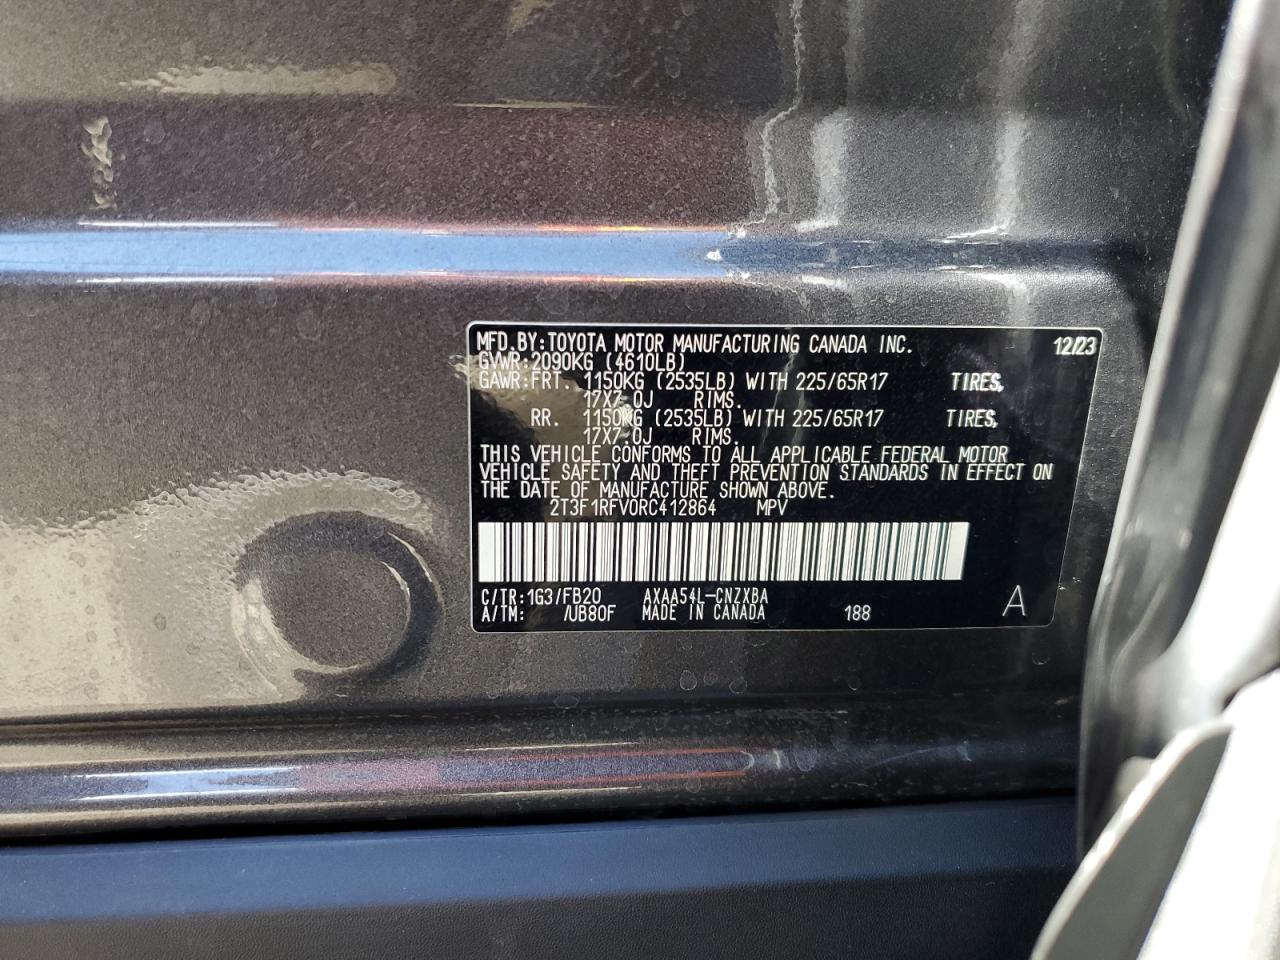 MFD.BY:TOYOTA MOTOR MANUFACTURING CANADA INC. 12/23
GVWR:2090KG (4610LB)
GAWR:FRT. 1150KG (2535LB) WITH 225/65R17 TIRES,
17X7.0J RIMS.
RR. 1150KG (2535LB) WITH 225/65R17 TIRES,
17X7.0J RIMS.
THIS VEHICLE CONFORMS TO ALL APPLICABLE FEDERAL MOTOR
VEHICLE SAFETY AND THEFT PREVENTION STANDARDS IN EFFECT ON
THE DATE OF MANUFACTURE SHOWN ABOVE.
2T3F1RFV0RC412864 MPV
C/TR:1G3/FB20 AXAA54L-CNZXBA
A/TM: /UB80F MADE IN CANADA 188 A